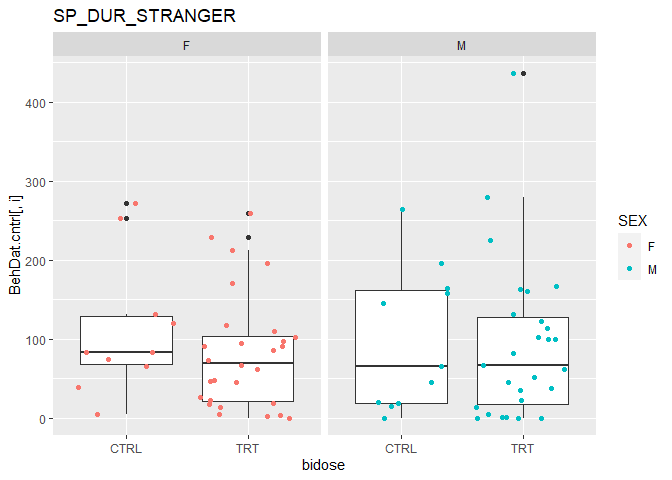 SP_DUR_STRANGER
F
M
BehDat.cntrl[, i]
400
300
200
100
0
CTRL
TRT
CTRL
TRT
bidose
SEX
F
M